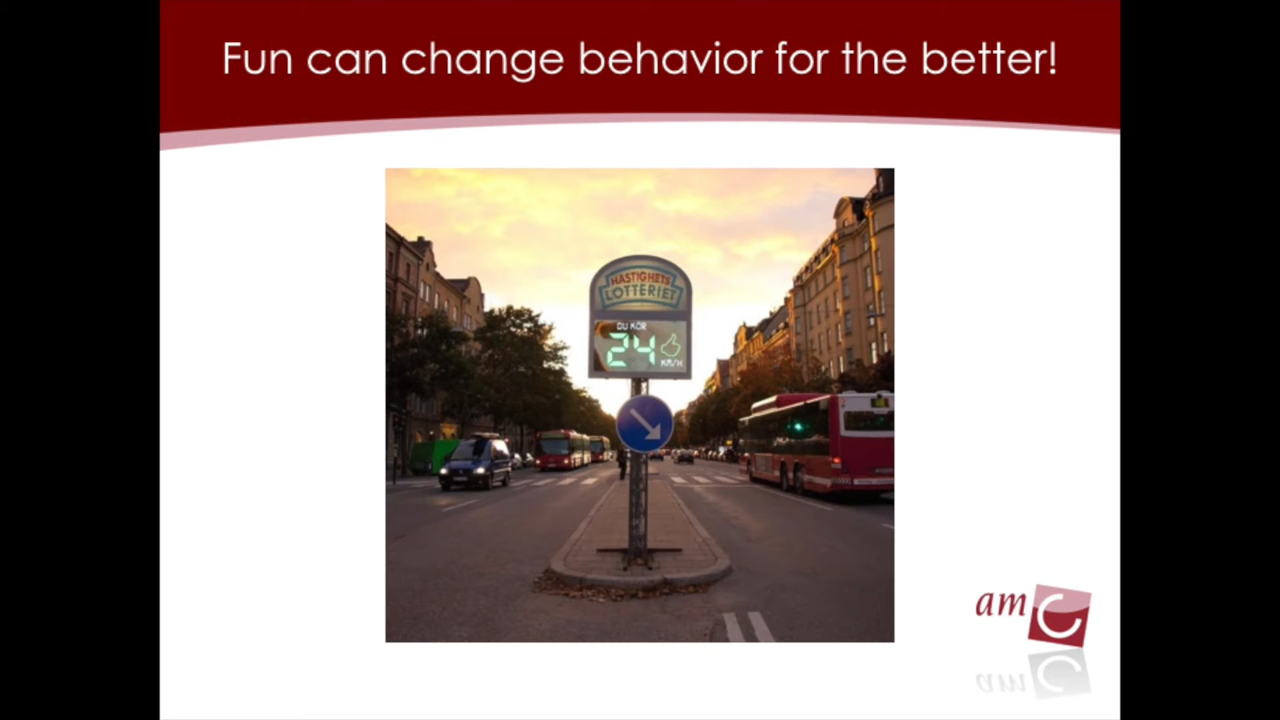 Fun can change behavior for the better!
HASTIGHETS
LOTTERIET
DU KÖR
24
KM/H
am